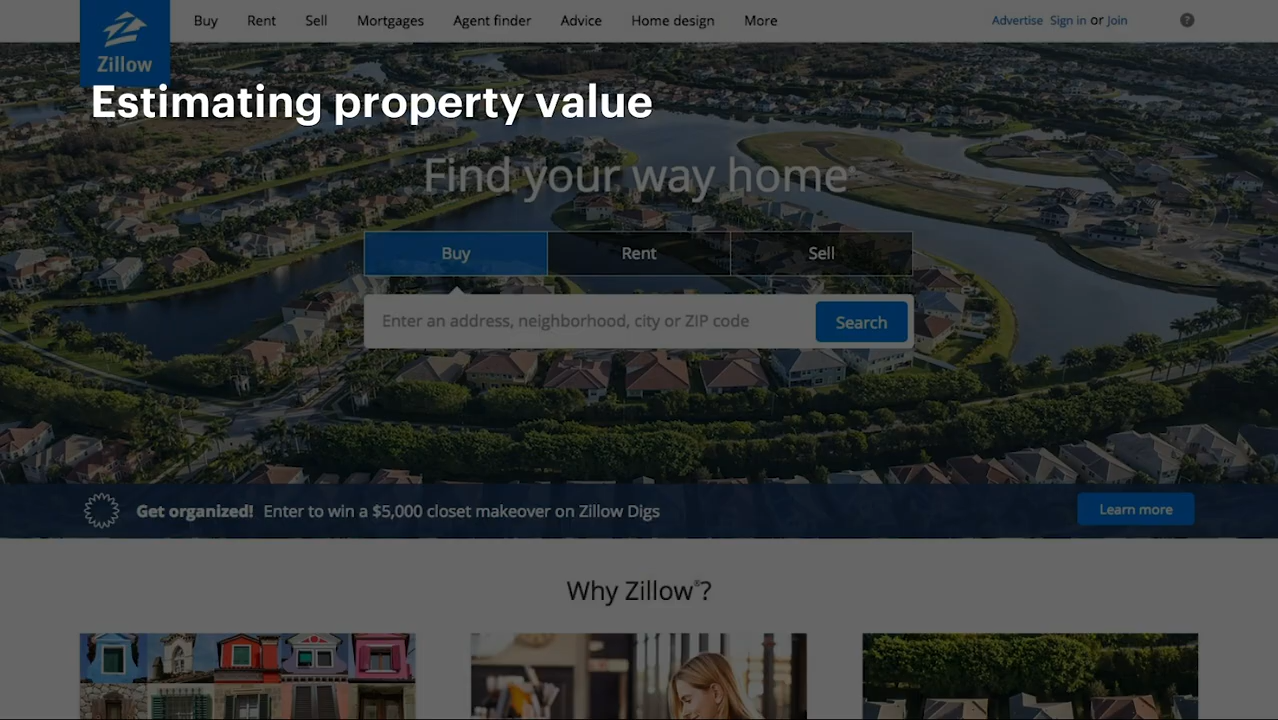 Buy Rent Sell Mortgages Agent finder Advice Home design More Advertise Sign in or Join ?
Zillow
Estimating property value
Find your way home
Buy Rent Sell
Enter an address, neighborhood, city or ZIP code Search
Get organized! Enter to win a $5,000 closet makeover on Zillow Digs Learn more
Why Zillow®?